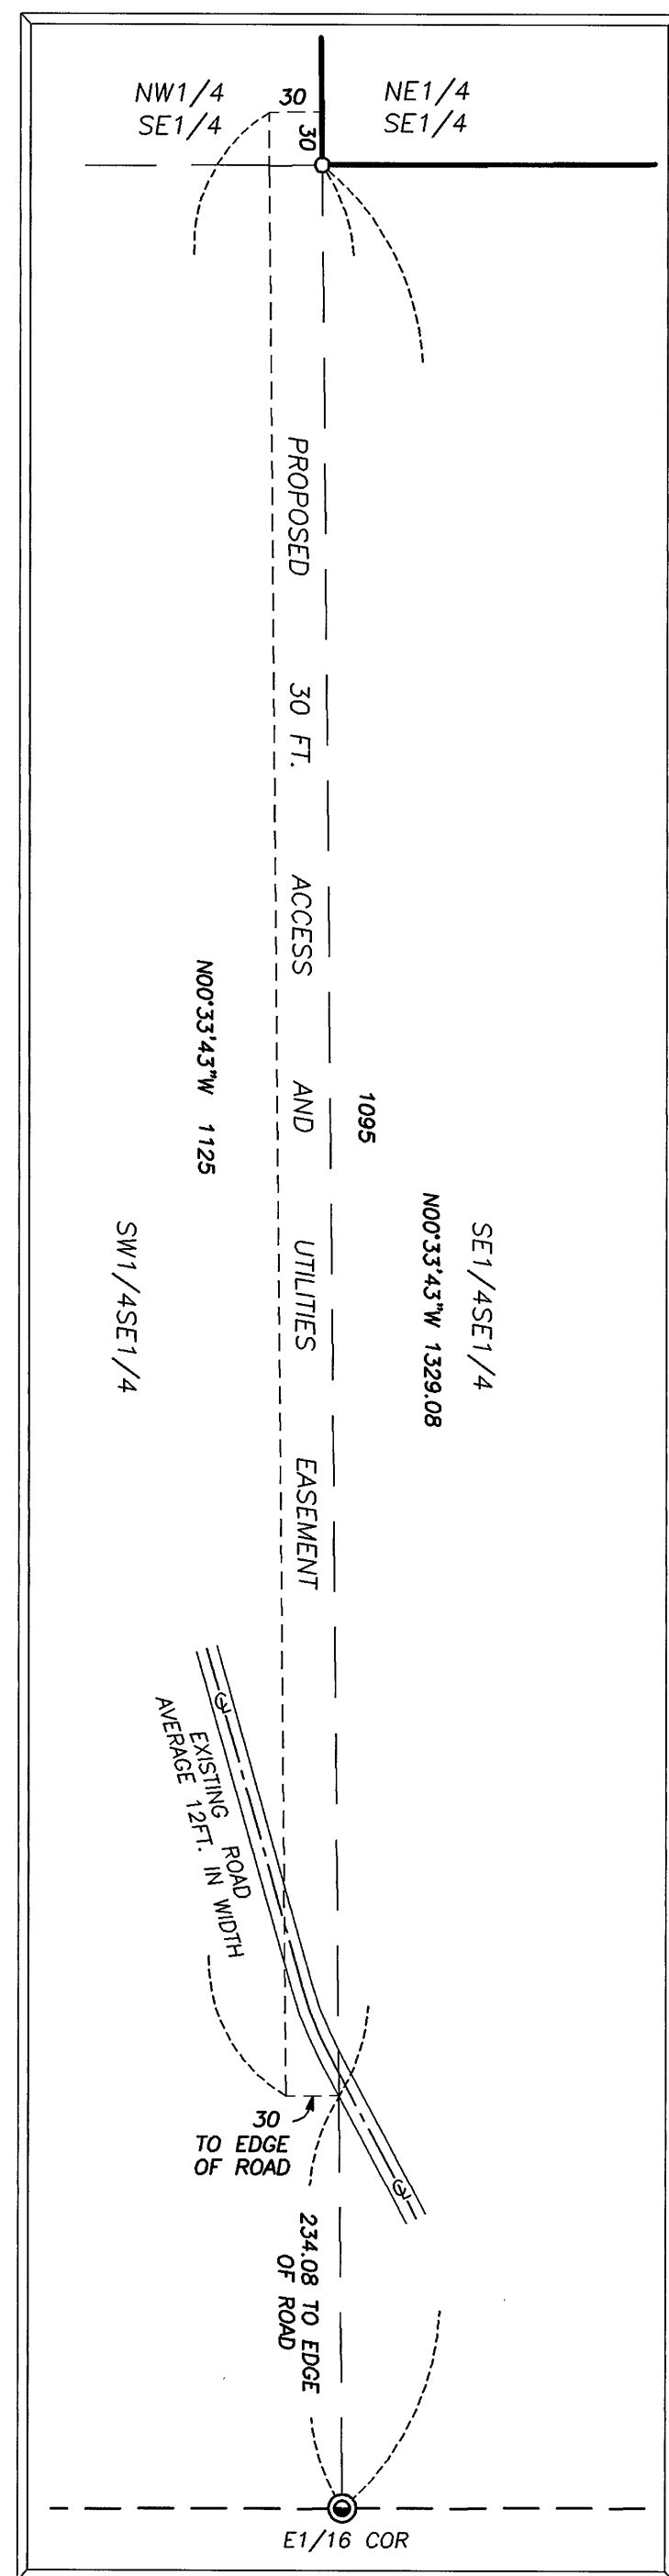 NW1/4
SE1/4
30
30
NE1/4
SE1/4
PROPOSED 30 FT. ACCESS AND UTILITIES EASEMENT
N00°33'43"W 1125
1095
N00°33'43"W 1329.08
SE1/4SE1/4
SW1/4SE1/4
EXISTING ROAD
AVERAGE 12FT. IN WIDTH
30
TO EDGE
OF ROAD
234.08 TO EDGE
OF ROAD
E1/16 COR